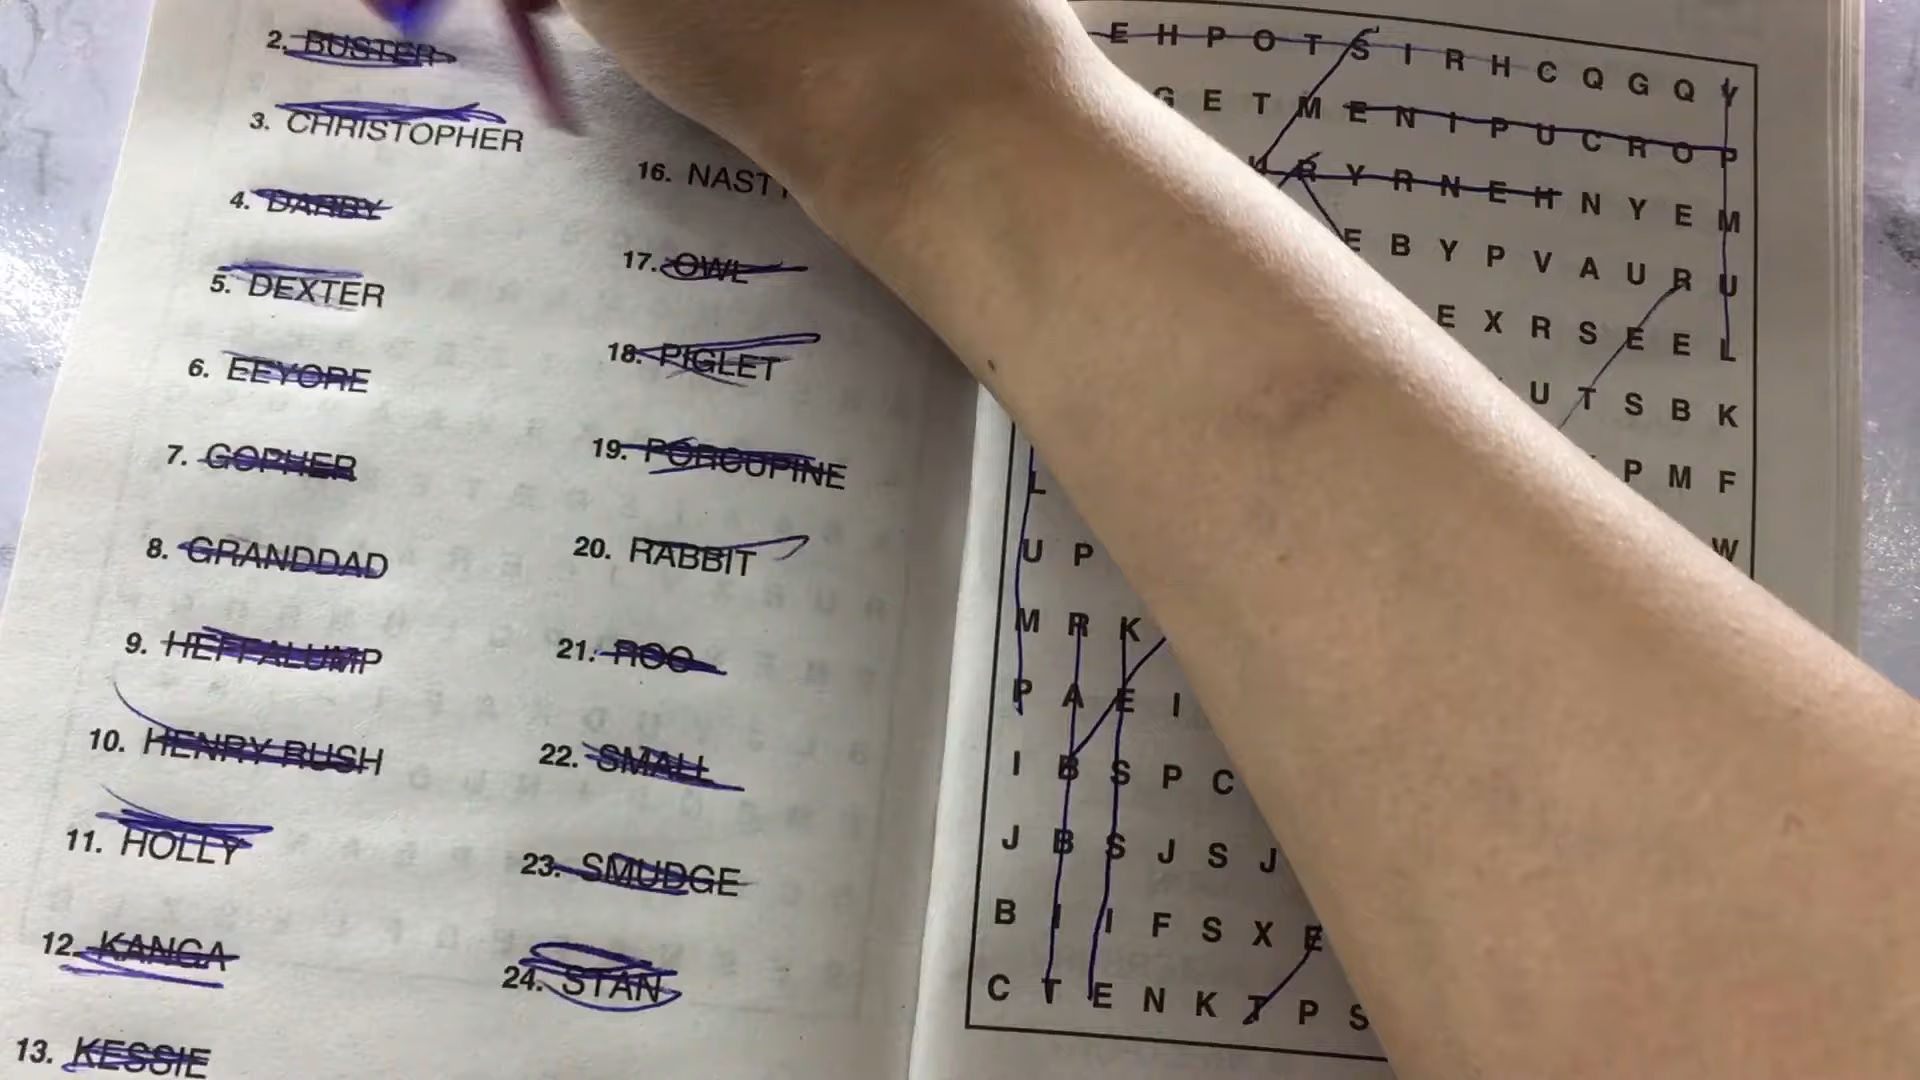 2. BUSTER
3. CHRISTOPHER
4. DARBY
5. DEXTER
6. EEYORE
7. GOPHER
8. GRANDDAD
9. HEFFALUMP
10. HENRY RUSH
11. HOLLY
12. KANGA
13. KESSIE
16. NASTY
17. OWL
18. PIGLET
19. PORCUPINE
20. RABBIT
21. ROO
22. SMALL
23. SMUDGE
24. STAN
E H P O T S I R H C Q G Q Y
G E T M E N I P U C R O P
U R Y R N E H N Y E M
E B Y P V A U R U
E X R S E E L
U T S B K
L P M F
U P W
M R K
P A E I
I B S P C
J B S J S J
B I I F S X E
C T E N K T P S